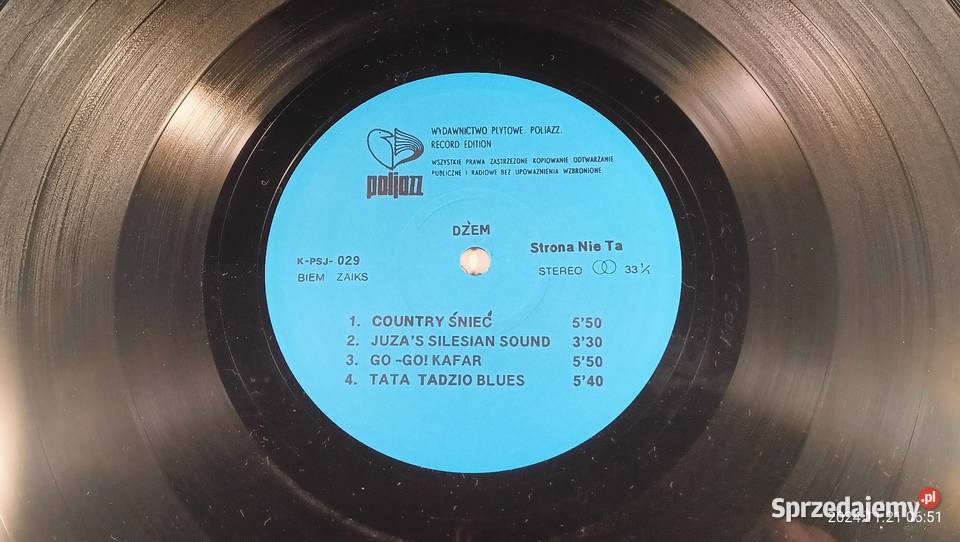 WYDAWNICTWO PŁYTOWE. POLJAZZ.
RECORD EDITION
WSZYSTKIE PRAWA ZASTRZEŻONE KOPIOWANIE ODTWARZANIE
PUBLICZNE I RADIOWE BEZ UPOWAŻNIENIA WZBRONIONE
poljazz
DŻEM
Strona Nie Ta
K-PSJ-029
BIEM ZAIKS
STEREO 33⅓
1. COUNTRY ŚNIEĆ 5'50
2. JUZA'S SILESIAN SOUND 3'30
3. GO-GO! KAFAR 5'50
4. TATA TADZIO BLUES 5'40
Sprzedajemy.pl
06:51